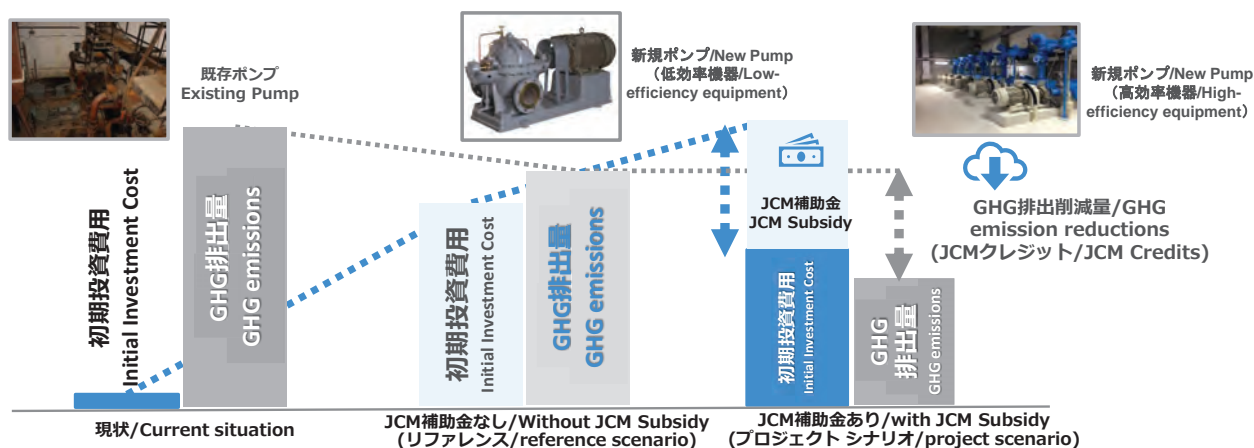 既存ポンプ
Existing Pump
新規ポンプ/New Pump
（低効率機器/Low-
efficiency equipment）
新規ポンプ/New Pump
（高効率機器/High-
efficiency equipment）
初期投資費用
Initial Investment Cost
GHG排出量
GHG emissions
初期投資費用
Initial Investment Cost
GHG排出量
GHG emissions
JCM補助金
JCM Subsidy
初期投資費用
Initial Investment Cost
GHG
排出量
GHG emissions
GHG排出削減量/GHG
emission reductions
(JCMクレジット/JCM Credits)
現状/Current situation
JCM補助金なし/Without JCM Subsidy
(リファレンス/reference scenario)
JCM補助金あり/with JCM Subsidy
(プロジェクト シナリオ/project scenario)